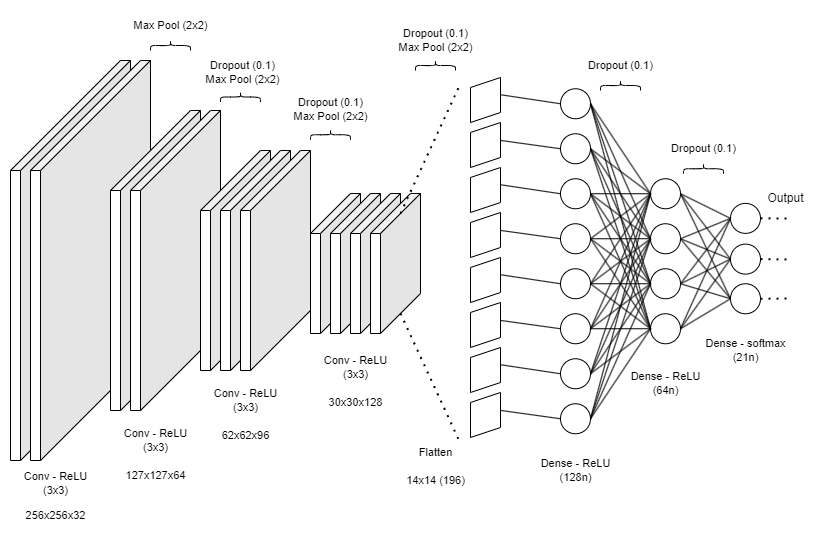 Max Pool (2x2)
Dropout (0.1)
Max Pool (2x2)
Dropout (0.1)
Max Pool (2x2)
Dropout (0.1)
Max Pool (2x2)
Dropout (0.1)
Dropout (0.1)
Output
Conv - ReLU
(3x3)
256x256x32
Conv - ReLU
(3x3)
127x127x64
Conv - ReLU
(3x3)
62x62x96
Conv - ReLU
(3x3)
30x30x128
Flatten
14x14 (196)
Dense - ReLU
(128n)
Dense - ReLU
(64n)
Dense - softmax
(21n)